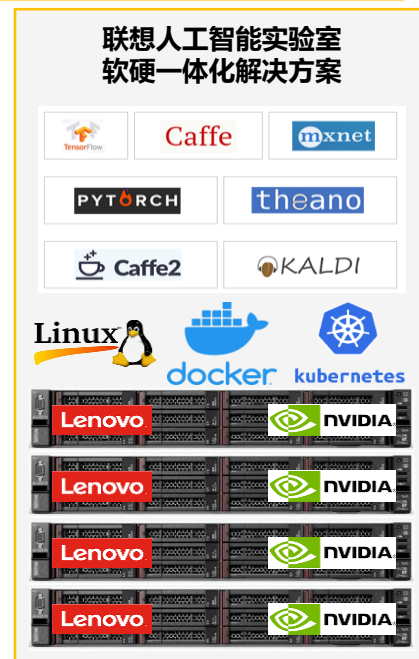 联想人工智能实验室
软硬一体化解决方案
TensorFlow Caffe mxnet
PYTORCH theano
Caffe2 KALDI
Linux docker kubernetes
Lenovo NVIDIA
Lenovo NVIDIA
Lenovo NVIDIA
Lenovo NVIDIA